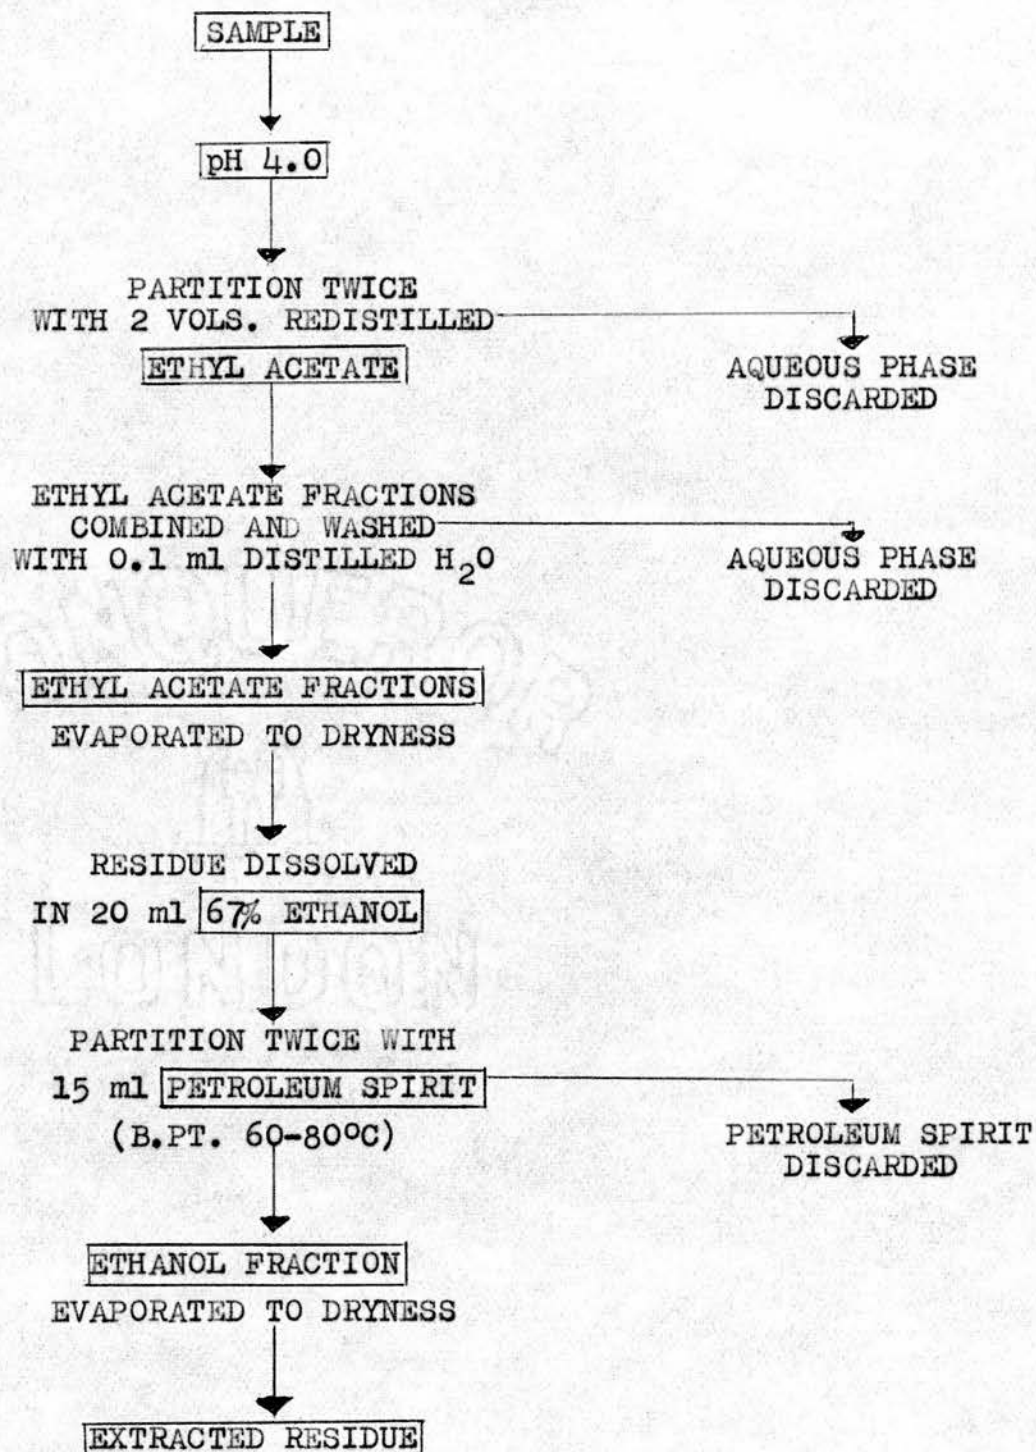 SAMPLE
pH 4.0
PARTITION TWICE
WITH 2 VOLS. REDISTILLED
ETHYL ACETATE
AQUEOUS PHASE
DISCARDED
ETHYL ACETATE FRACTIONS
COMBINED AND WASHED
WITH 0.1 ml DISTILLED H₂O
AQUEOUS PHASE
DISCARDED
ETHYL ACETATE FRACTIONS
EVAPORATED TO DRYNESS
RESIDUE DISSOLVED
IN 20 ml 67% ETHANOL
PARTITION TWICE WITH
15 ml PETROLEUM SPIRIT
(B.PT. 60-80ºC)
PETROLEUM SPIRIT
DISCARDED
ETHANOL FRACTION
EVAPORATED TO DRYNESS
EXTRACTED RESIDUE